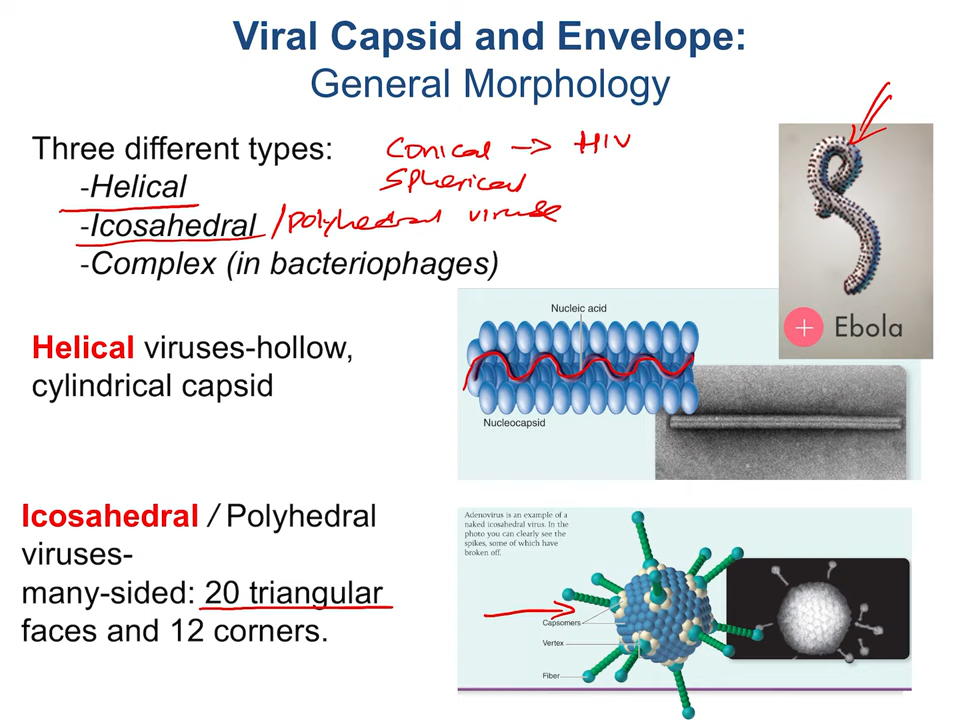 Viral Capsid and Envelope:
General Morphology
Three different types:
-Helical
-Icosahedral /polyhedral viruse
-Complex (in bacteriophages)
Conical -> HIV
Spherical
Ebola
Helical viruses-hollow,
cylindrical capsid
Nucleic acid
Nucleocapsid
Icosahedral / Polyhedral
viruses-
many-sided: 20 triangular
faces and 12 corners.
Adenovirus is an example of a
naked icosahedral virus. In the
photo you can clearly see the
spikes, some of which have
broken off.
Capsomers
Vertex
Fiber